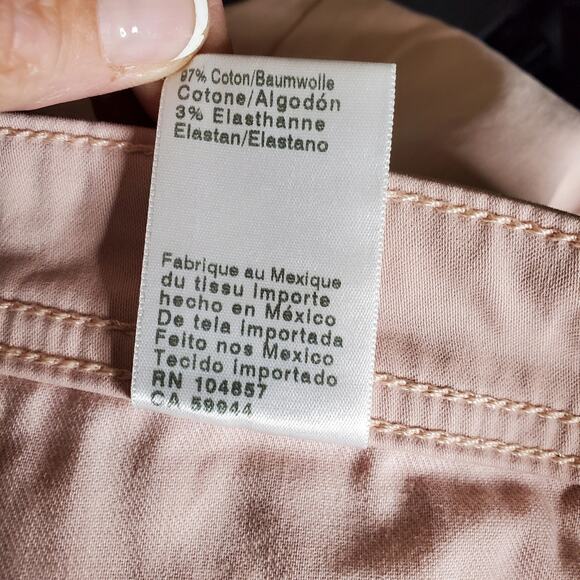 97% Coton/Baumwolle
Cotone/Algodón
3% Elasthanne
Elastan/Elastano
Fabrique au Mexique
du tissu Importe
hecho en México
De tela importada
Feito nos Mexico
Tecido importado
RN 104657
CA 59944